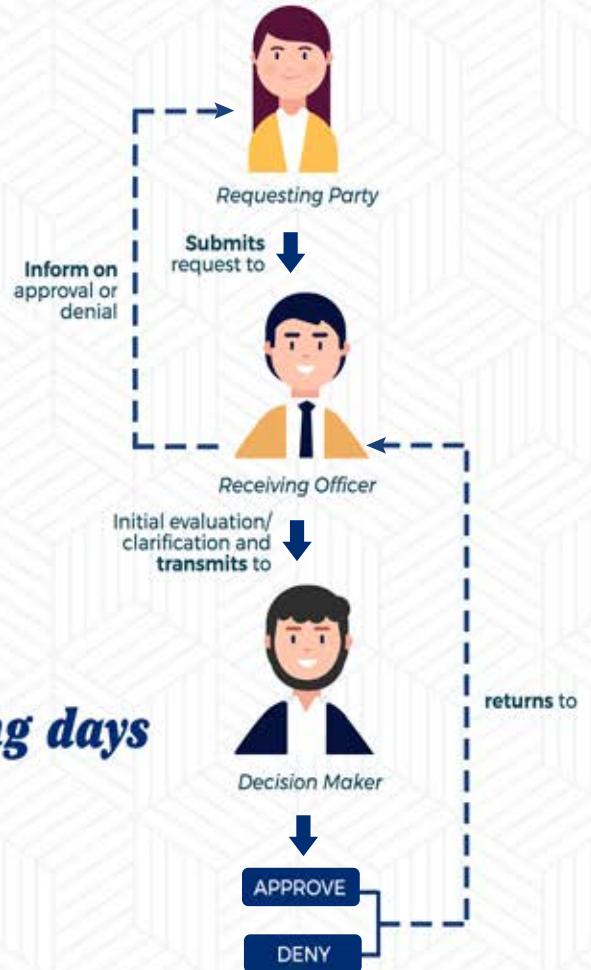 Requesting Party
Submits
request to
Inform on
approval or
denial
Receiving Officer
Initial evaluation/
clarification and
transmits to
returns to
days
Decision Maker
APPROVE
DENY